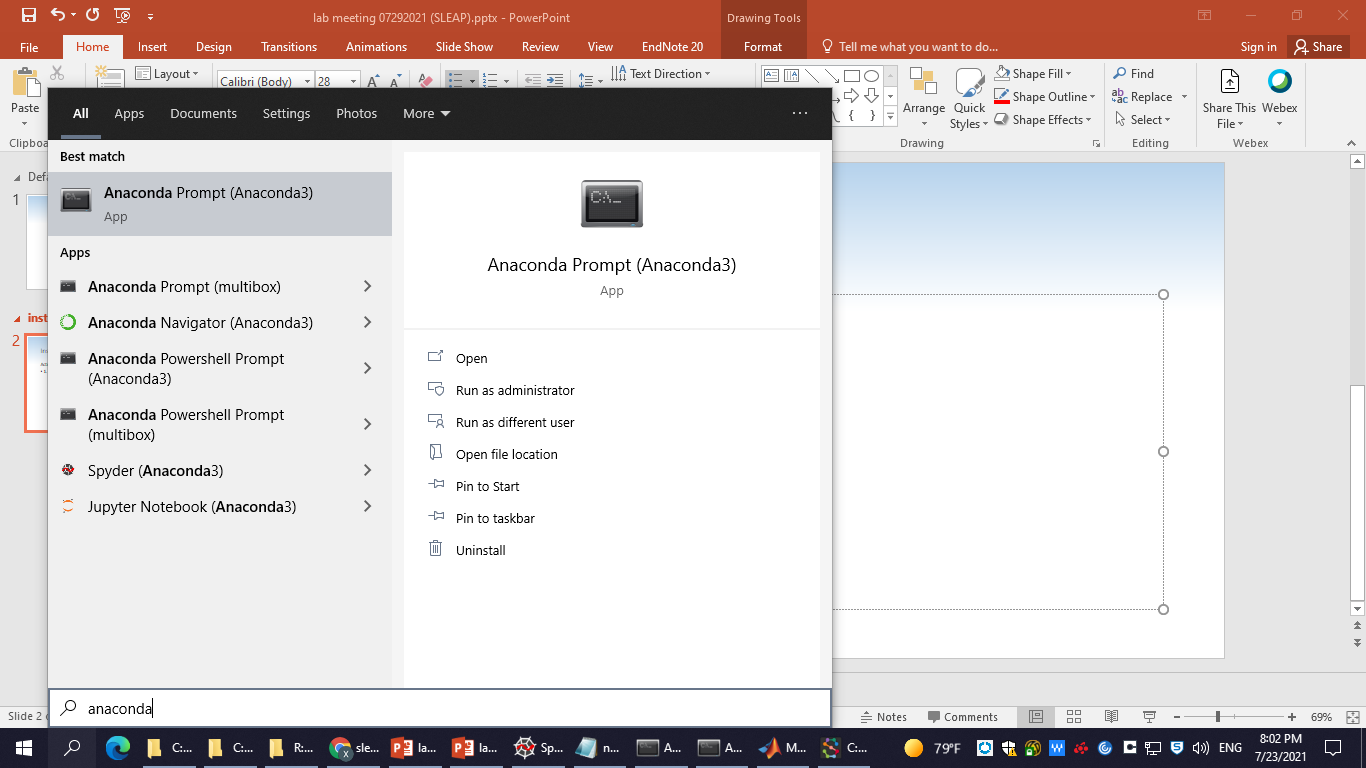 lab meeting 07292021 (SLEAP).pptx - PowerPoint
Drawing Tools
File
Home
Insert
Design
Transitions
Animations
Slide Show
Review
View
EndNote 20
Format
Tell me what you want to do...
Sign in
Share
Paste
Layout
Calibri (Body)
28
Text Direction
Arrange
Quick
Styles
Shape Fill
Shape Outline
Shape Effects
Find
Replace
Select
Share This
File
Webex
Drawing
Editing
Webex
All
Apps
Documents
Settings
Photos
More
Best match
Anaconda Prompt (Anaconda3)
App
Apps
Anaconda Prompt (multibox)
Anaconda Navigator (Anaconda3)
Anaconda Powershell Prompt
(Anaconda3)
Anaconda Powershell Prompt
(multibox)
Spyder (Anaconda3)
Jupyter Notebook (Anaconda3)
Anaconda Prompt (Anaconda3)
App
Open
Run as administrator
Run as different user
Open file location
Pin to Start
Pin to taskbar
Uninstall
1
2
anaconda
Slide 2
Notes
Comments
69%
C:...
C:...
R:...
sle...
la...
la...
Sp...
n...
A...
A...
M...
C:...
79°F
ENG
8:02 PM
7/23/2021